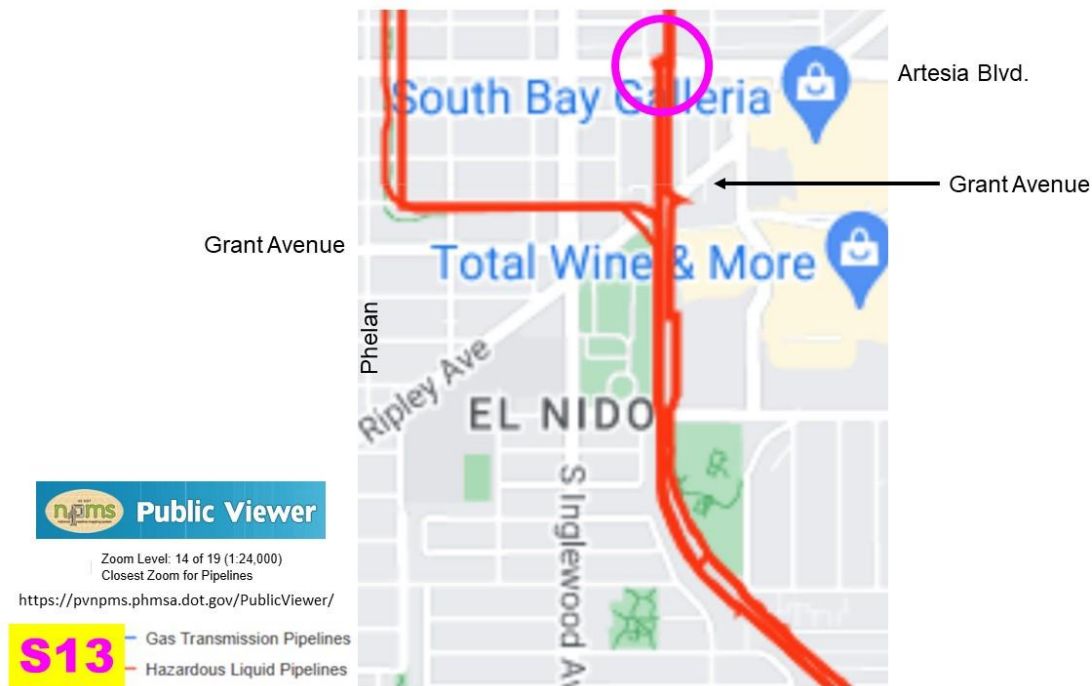 Artesia Blvd.
South Bay Galleria
Grant Avenue
Grant Avenue
Total Wine & More
Phelan
Ripley Ave
EL NIDO
S Inglewood Av
npms Public Viewer
Zoom Level: 14 of 19 (1:24,000)
Closest Zoom for Pipelines
https://pvnpms.phmsa.dot.gov/PublicViewer/
S13
Gas Transmission Pipelines
Hazardous Liquid Pipelines